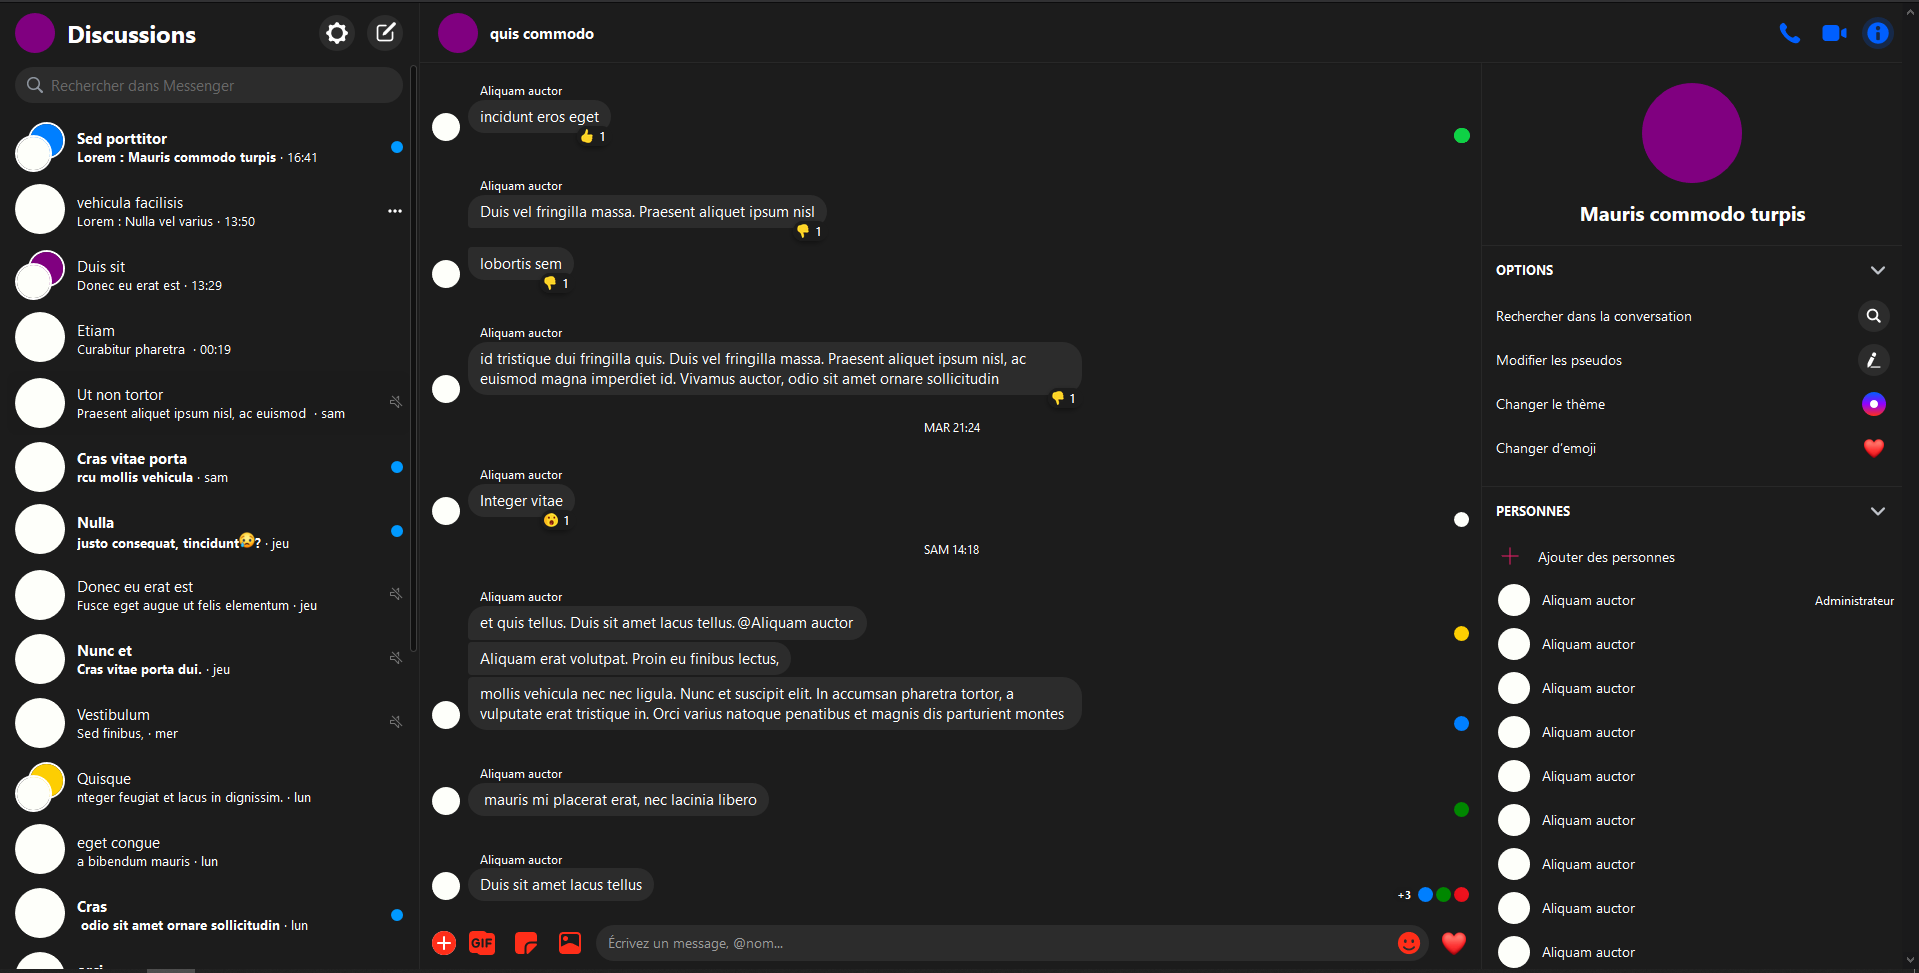 Discussions
Rechercher dans Messenger
Sed porttitor
Lorem : Mauris commodo turpis · 16:41
vehicula facilisis
Lorem : Nulla vel varius · 13:50
Duis sit
Donec eu erat est · 13:29
Etiam
Curabitur pharetra · 00:19
Ut non tortor
Praesent aliquet ipsum nisl, ac euismod · sam
Cras vitae porta
rcu mollis vehicula · sam
Nulla
justo consequat, tincidunt😥? · jeu
Donec eu erat est
Fusce eget augue ut felis elementum · jeu
Nunc et
Cras vitae porta dui. · jeu
Vestibulum
Sed finibus, · mer
Quisque
nteger feugiat et lacus in dignissim. · lun
eget congue
a bibendum mauris · lun
Cras
odio sit amet ornare sollicitudin · lun
quis commodo
Aliquam auctor
incidunt eros eget
👍 1
Aliquam auctor
Duis vel fringilla massa. Praesent aliquet ipsum nisl
👎 1
lobortis sem
👎 1
Aliquam auctor
id tristique dui fringilla quis. Duis vel fringilla massa. Praesent aliquet ipsum nisl, ac
euismod magna imperdiet id. Vivamus auctor, odio sit amet ornare sollicitudin
👎 1
MAR 21:24
Aliquam auctor
Integer vitae
😮 1
SAM 14:18
Aliquam auctor
et quis tellus. Duis sit amet lacus tellus. @Aliquam auctor
Aliquam erat volutpat. Proin eu finibus lectus,
mollis vehicula nec nec ligula. Nunc et suscipit elit. In accumsan pharetra tortor, a
vulputate erat tristique in. Orci varius natoque penatibus et magnis dis parturient montes
Aliquam auctor
mauris mi placerat erat, nec lacinia libero
Aliquam auctor
Duis sit amet lacus tellus
+3
GIF
Écrivez un message, @nom...
Mauris commodo turpis
OPTIONS
Rechercher dans la conversation
Modifier les pseudos
Changer le thème
Changer d'emoji
PERSONNES
Ajouter des personnes
Aliquam auctor Administrateur
Aliquam auctor
Aliquam auctor
Aliquam auctor
Aliquam auctor
Aliquam auctor
Aliquam auctor
Aliquam auctor
Aliquam auctor